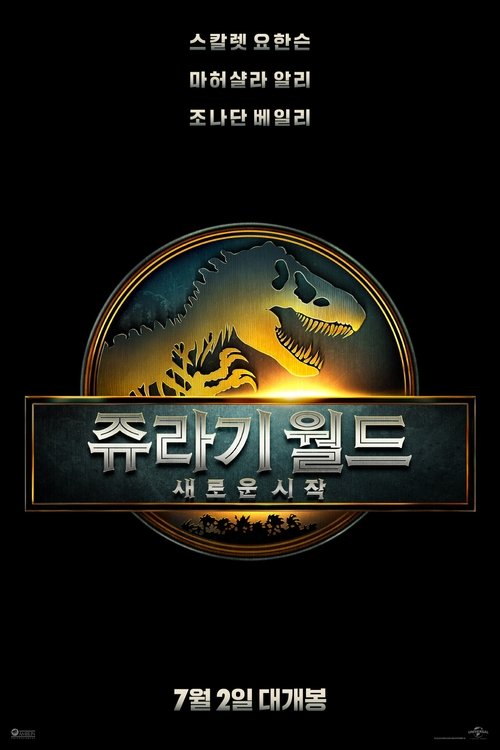 스칼렛 요한슨
마허샬라 알리
조나단 베일리
쥬라기 월드
새로운 시작
7월 2일 대개봉
UNIVERSAL